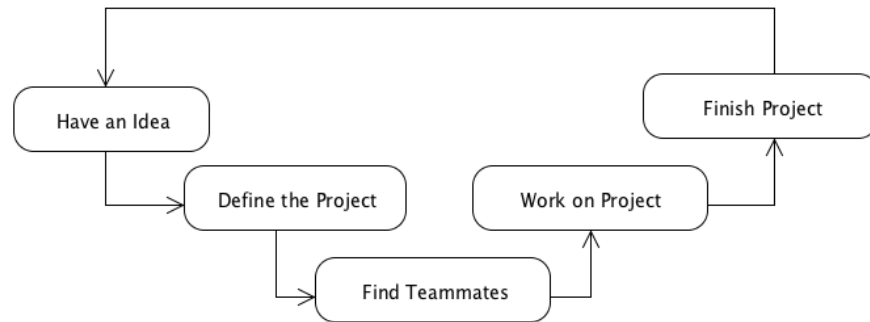 Have an Idea
Define the Project
Find Teammates
Work on Project
Finish Project